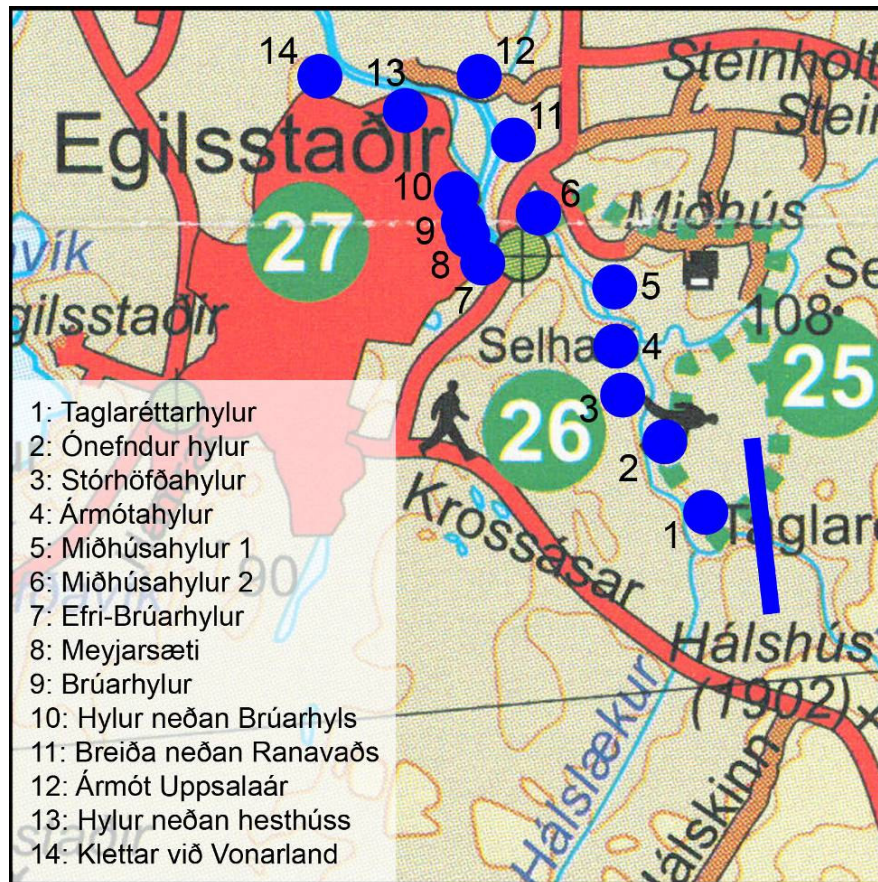 14
12
13
Steinholt
Stein
11
Egilsstaðir
10
6
27
9
Miðhús
avík
8
7
5
Se
gilsstaðir
108
Selha
4
25
3
26
2
1
Taglaré
Krossásar
90
Hálshús
(1902)
Hálslækur
Hálskinn
1: Taglaréttarhylur
2: Ónefndur hylur
3: Stórhöfðahylur
4: Ármótahylur
5: Miðhúsahylur 1
6: Miðhúsahylur 2
7: Efri-Brúarhylur
8: Meyjarsæti
9: Brúarhylur
10: Hylur neðan Brúarhyls
11: Breiða neðan Ranavaðs
12: Ármót Uppsalaár
13: Hylur neðan hesthúss
14: Klettar við Vonarland